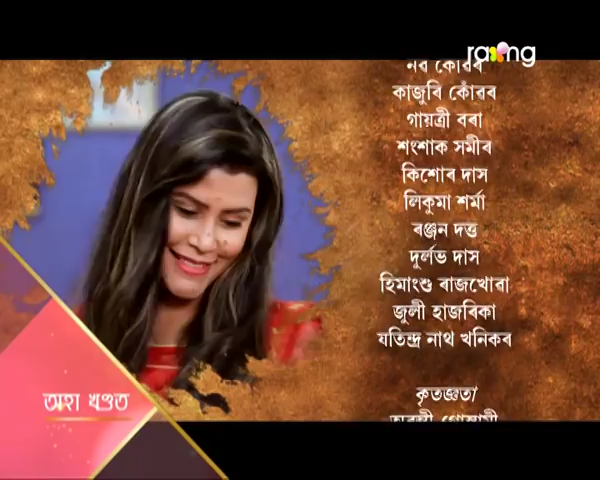 rang
নৱ কোঁৱৰ
কাজুৰি কোঁৱৰ
গায়ত্ৰী বৰা
শংশাক সমীৰ
কিশোৰ দাস
লিকুমা শৰ্মা
ৰঞ্জন দত্ত
দুৰ্লভ দাস
হিমাংশু ৰাজখোৱা
জুলী হাজৰিকা
যতিন্দ্ৰ নাথ খনিকৰ
কৃতজ্ঞতা
অহা খণ্ডত